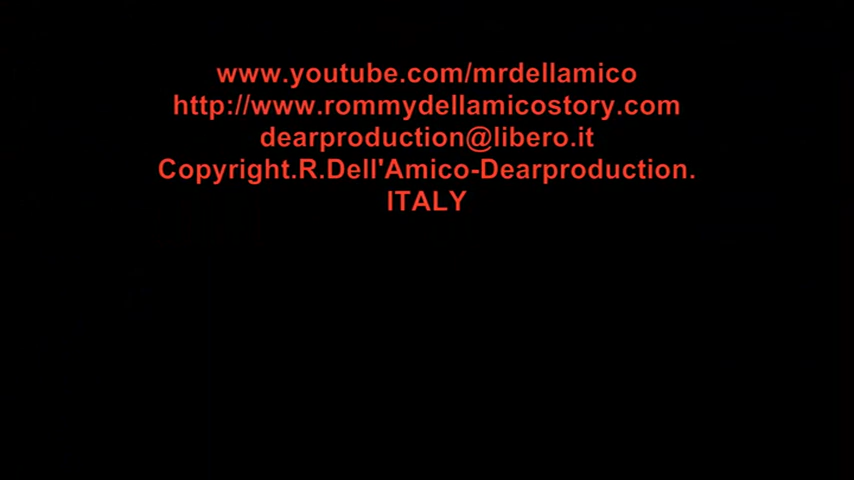 www.youtube.com/mrdellamico
http://www.rommydellamicostory.com
dearproduction@libero.it
Copyright.R.Dell'Amico-Dearproduction.
ITALY